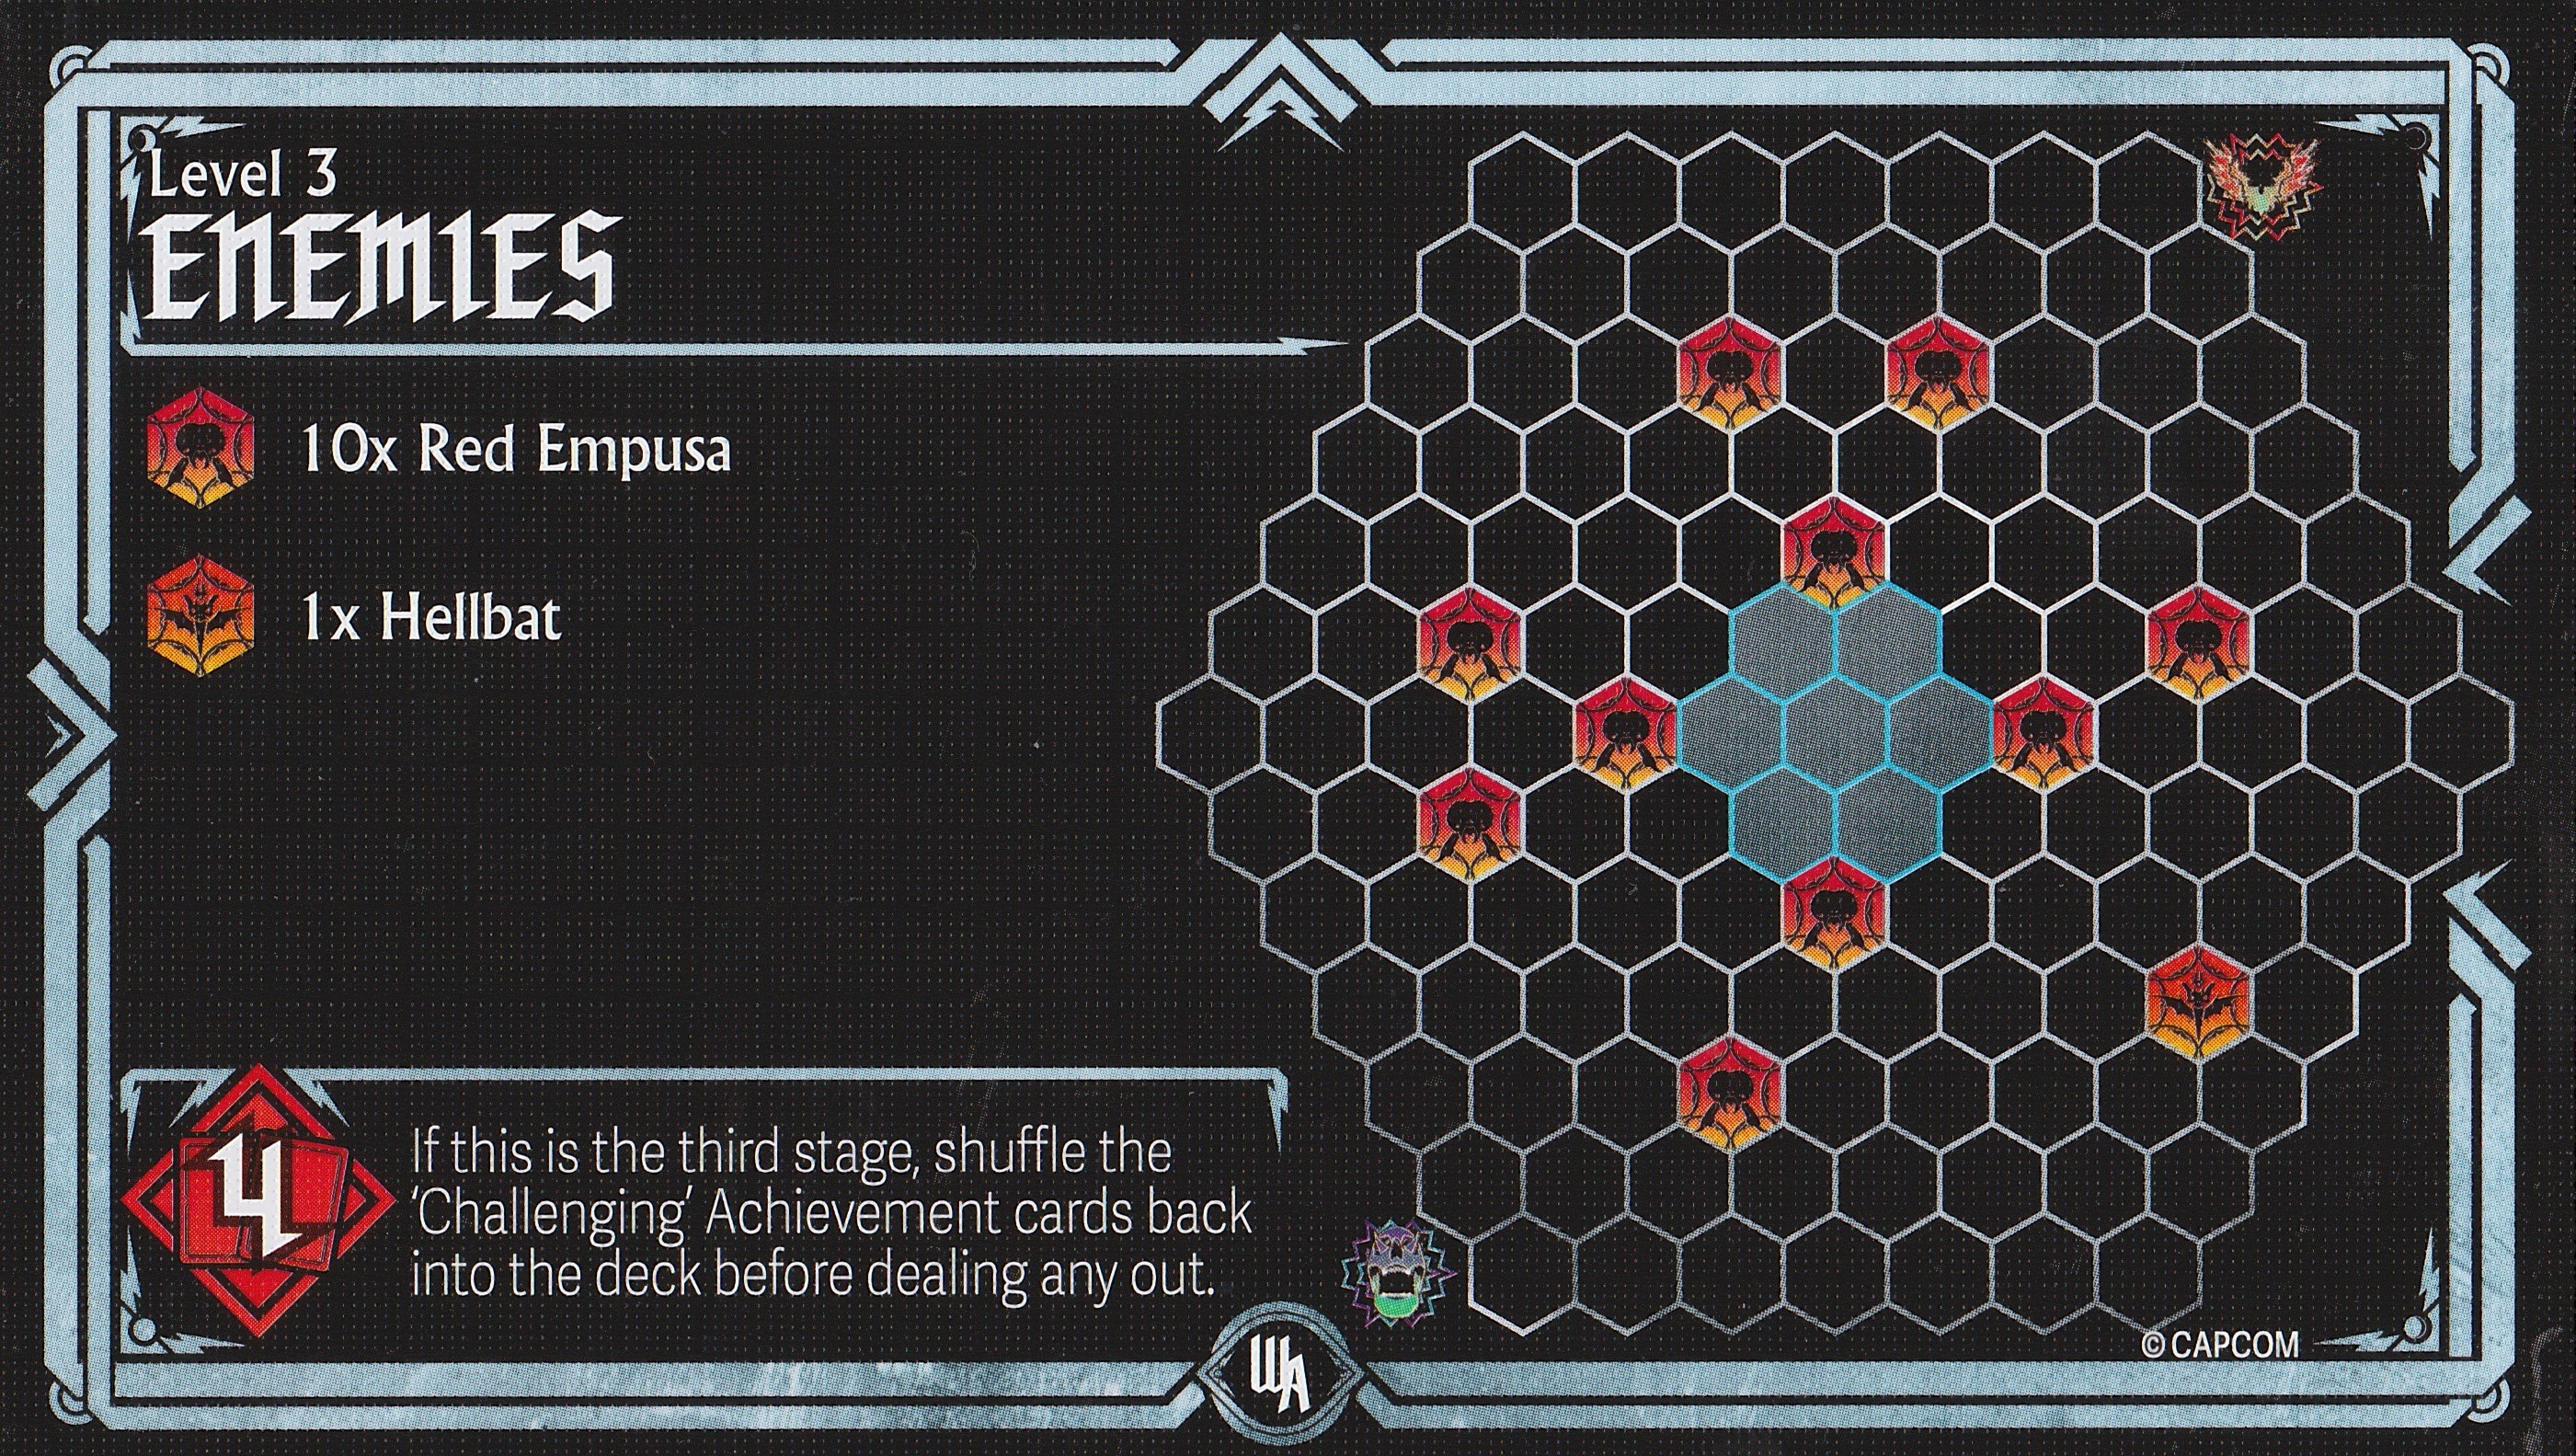 Level 3
ENEMIES
10x Red Empusa
1x Hellbat
4
If this is the third stage, shuffle the
‘Challenging’ Achievement cards back
into the deck before dealing any out.
WA
©CAPCOM